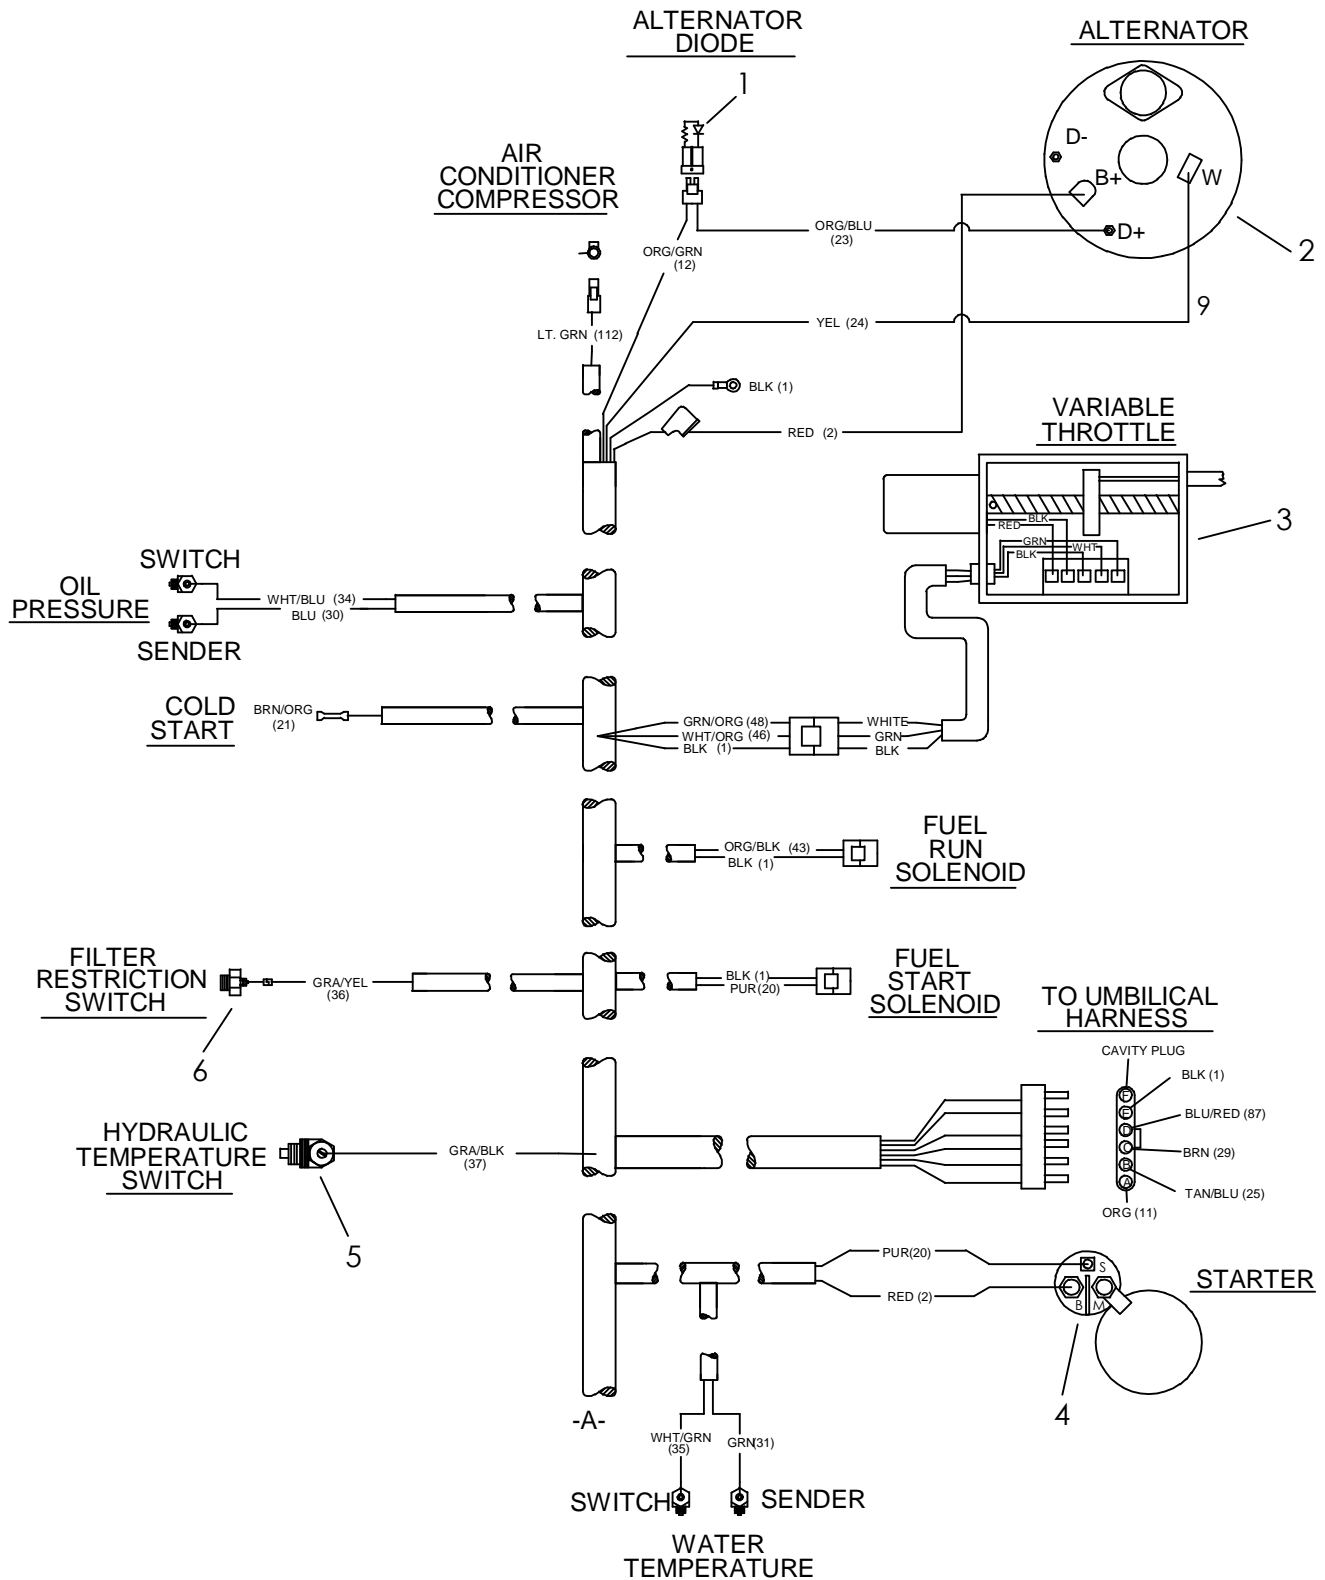 ALTERNATOR
DIODE
1
ALTERNATOR
D-
B+
W
D+
2
AIR
CONDITIONER
COMPRESSOR
ORG/BLU
(23)
ORG/GRN
(12)
9
YEL (24)
LT. GRN (112)
BLK (1)
RED (2)
VARIABLE
THROTTLE
BLK
RED
GRN
WHT
BLK
3
SWITCH
OIL
PRESSURE
WHT/BLU (34)
BLU (30)
SENDER
COLD
START
BRN/ORG
(21)
GRN/ORG (48)
WHT/ORG (46)
BLK (1)
WHITE
GRN
BLK
ORG/BLK (43)
BLK (1)
FUEL
RUN
SOLENOID
FILTER
RESTRICTION
SWITCH
GRA/YEL
(36)
6
BLK (1)
PUR(20)
FUEL
START
SOLENOID
TO UMBILICAL
HARNESS
CAVITY PLUG
BLK (1)
BLU/RED (87)
BRN (29)
TAN/BLU (25)
ORG (11)
F
E
D
C
B
A
HYDRAULIC
TEMPERATURE
SWITCH
GRA/BLK
(37)
5
PUR(20)
RED (2)
S
B
M
STARTER
4
-A-
WHT/GRN
(35)
GRN(31)
SWITCH
SENDER
WATER
TEMPERATURE